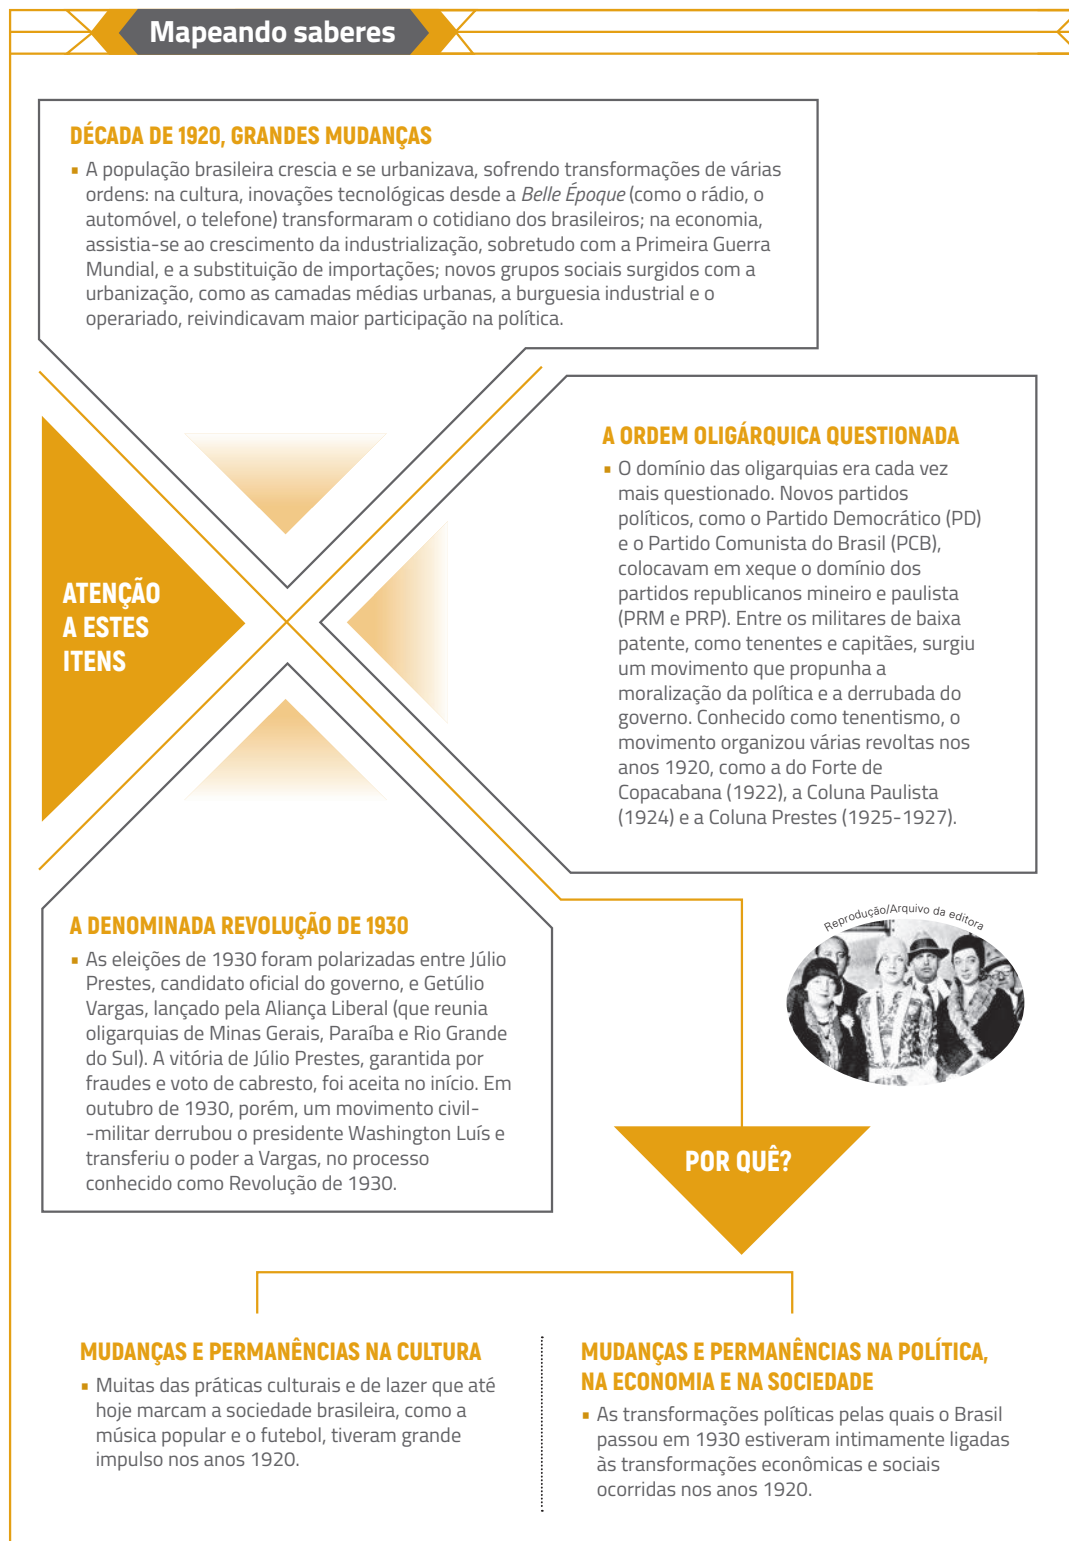 Mapeando saberes
DÉCADA DE 1920, GRANDES MUDANÇAS
▪ A população brasileira crescia e se urbanizava, sofrendo transformações de várias
ordens: na cultura, inovações tecnológicas desde a Belle Époque (como o rádio, o
automóvel, o telefone) transformaram o cotidiano dos brasileiros; na economia,
assistia-se ao crescimento da industrialização, sobretudo com a Primeira Guerra
Mundial, e a substituição de importações; novos grupos sociais surgidos com a
urbanização, como as camadas médias urbanas, a burguesia industrial e o
operariado, reivindicavam maior participação na política.
ATENÇÃO
A ESTES
ITENS
A ORDEM OLIGÁRQUICA QUESTIONADA
▪ O domínio das oligarquias era cada vez
mais questionado. Novos partidos
políticos, como o Partido Democrático (PD)
e o Partido Comunista do Brasil (PCB),
colocavam em xeque o domínio dos
partidos republicanos mineiro e paulista
(PRM e PRP). Entre os militares de baixa
patente, como tenentes e capitães, surgiu
um movimento que propunha a
moralização da política e a derrubada do
governo. Conhecido como tenentismo, o
movimento organizou várias revoltas nos
anos 1920, como a do Forte de
Copacabana (1922), a Coluna Paulista
(1924) e a Coluna Prestes (1925-1927).
A DENOMINADA REVOLUÇÃO DE 1930
▪ As eleições de 1930 foram polarizadas entre Júlio
Prestes, candidato oficial do governo, e Getúlio
Vargas, lançado pela Aliança Liberal (que reunia
oligarquias de Minas Gerais, Paraíba e Rio Grande
do Sul). A vitória de Júlio Prestes, garantida por
fraudes e voto de cabresto, foi aceita no início. Em
outubro de 1930, porém, um movimento civil-
-militar derrubou o presidente Washington Luís e
transferiu o poder a Vargas, no processo
conhecido como Revolução de 1930.
Reprodução/Arquivo da editora
POR QUÊ?
MUDANÇAS E PERMANÊNCIAS NA CULTURA
▪ Muitas das práticas culturais e de lazer que até
hoje marcam a sociedade brasileira, como a
música popular e o futebol, tiveram grande
impulso nos anos 1920.
MUDANÇAS E PERMANÊNCIAS NA POLÍTICA,
NA ECONOMIA E NA SOCIEDADE
▪ As transformações políticas pelas quais o Brasil
passou em 1930 estiveram intimamente ligadas
às transformações econômicas e sociais
ocorridas nos anos 1920.